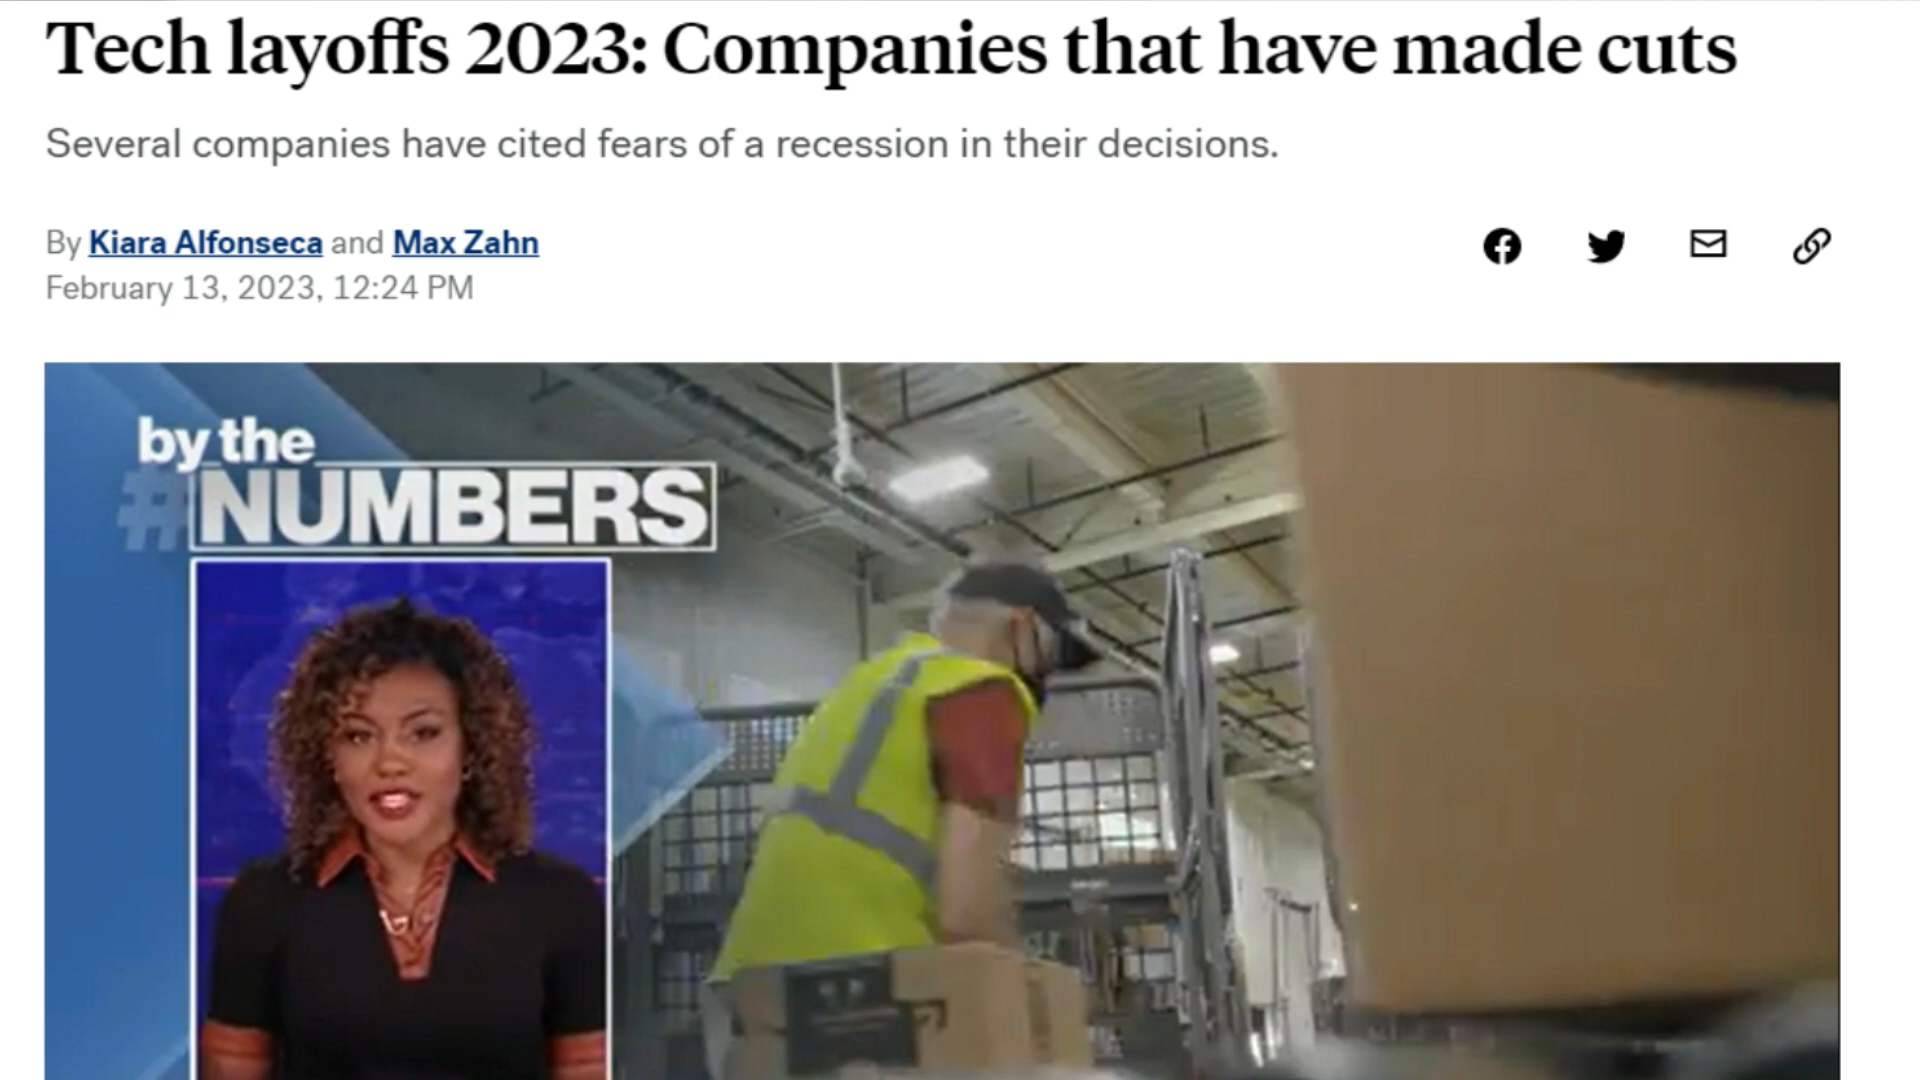 Tech layoffs 2023: Companies that have made cuts
Several companies have cited fears of a recession in their decisions.
By Kiara Alfonseca and Max Zahn
February 13, 2023, 12:24 PM
by the
#NUMBERS